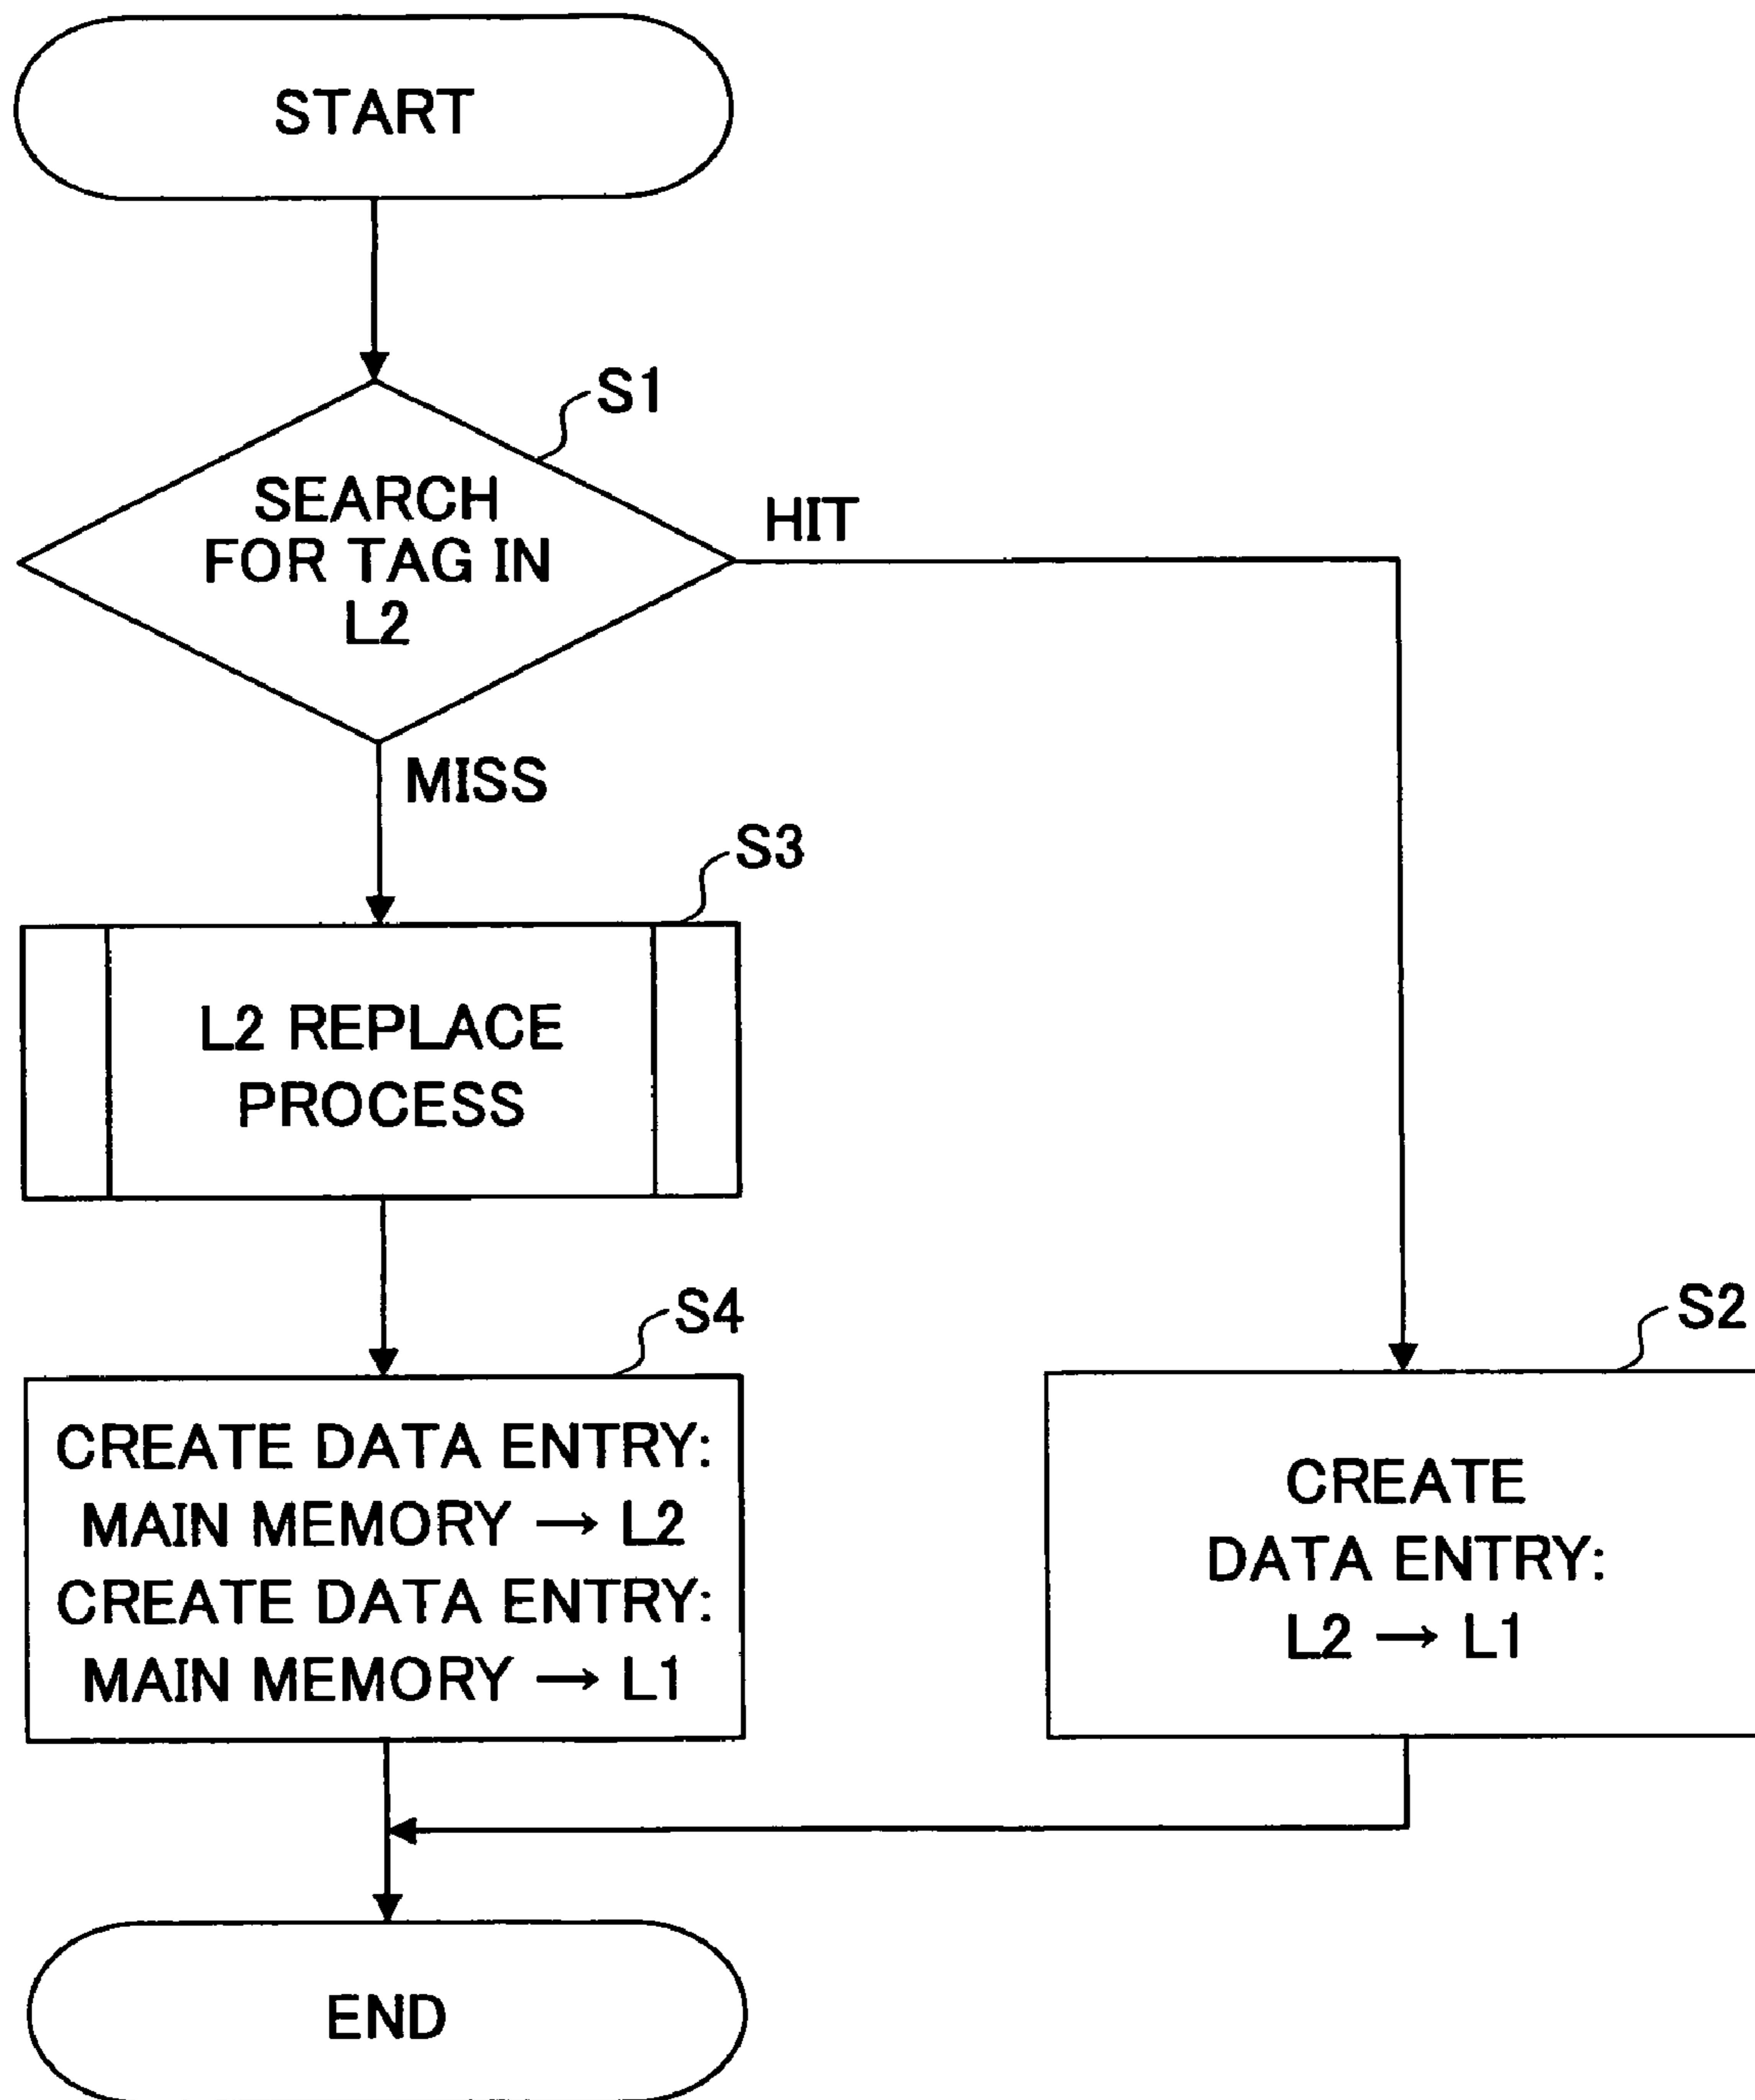 START
S1
SEARCH
FOR TAG IN
L2
HIT
MISS
S3
L2 REPLACE
PROCESS
S4
CREATE DATA ENTRY:
MAIN MEMORY → L2
CREATE DATA ENTRY:
MAIN MEMORY → L1
S2
CREATE
DATA ENTRY:
L2 → L1
END